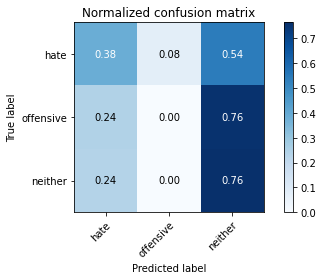 Normalized confusion matrix
True label
hate 0.38 0.08 0.54
offensive 0.24 0.00 0.76
neither 0.24 0.00 0.76
hate offensive neither
Predicted label
0.7
0.6
0.5
0.4
0.3
0.2
0.1
0.0